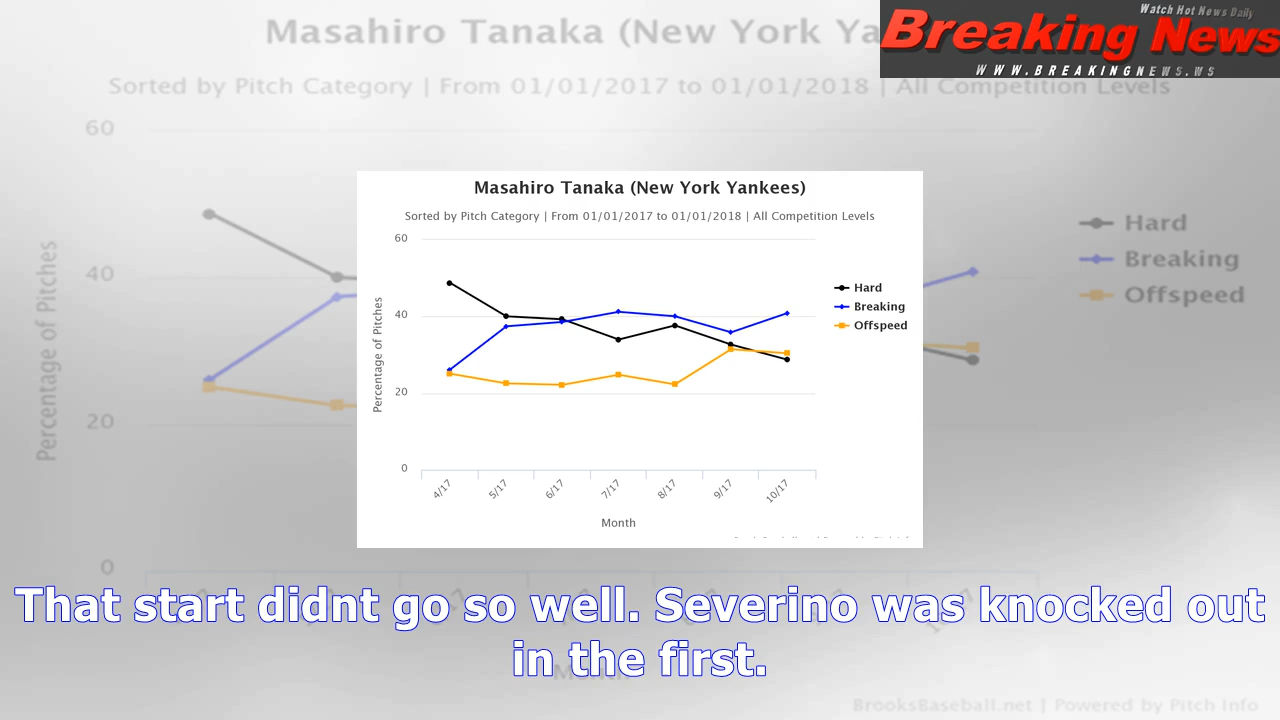 Masahiro Tanaka (New York Ya
Watch Hot News Daily
Breaking News
WWW.BREAKINGNEWS.WS
Sorted by Pitch Category | From 01/01/2017 to 01/01/2018 | All Competition Levels
60
40
20
0
Percentage of Pitches
Hard
Breaking
Offspeed
Masahiro Tanaka (New York Yankees)
Sorted by Pitch Category | From 01/01/2017 to 01/01/2018 | All Competition Levels
60
40
20
0
Percentage of Pitches
4/17
5/17
6/17
7/17
8/17
9/17
10/17
Month
Hard
Breaking
Offspeed
That start didnt go so well. Severino was knocked out
in the first.
BrooksBaseball.net | Powered by Pitch Info